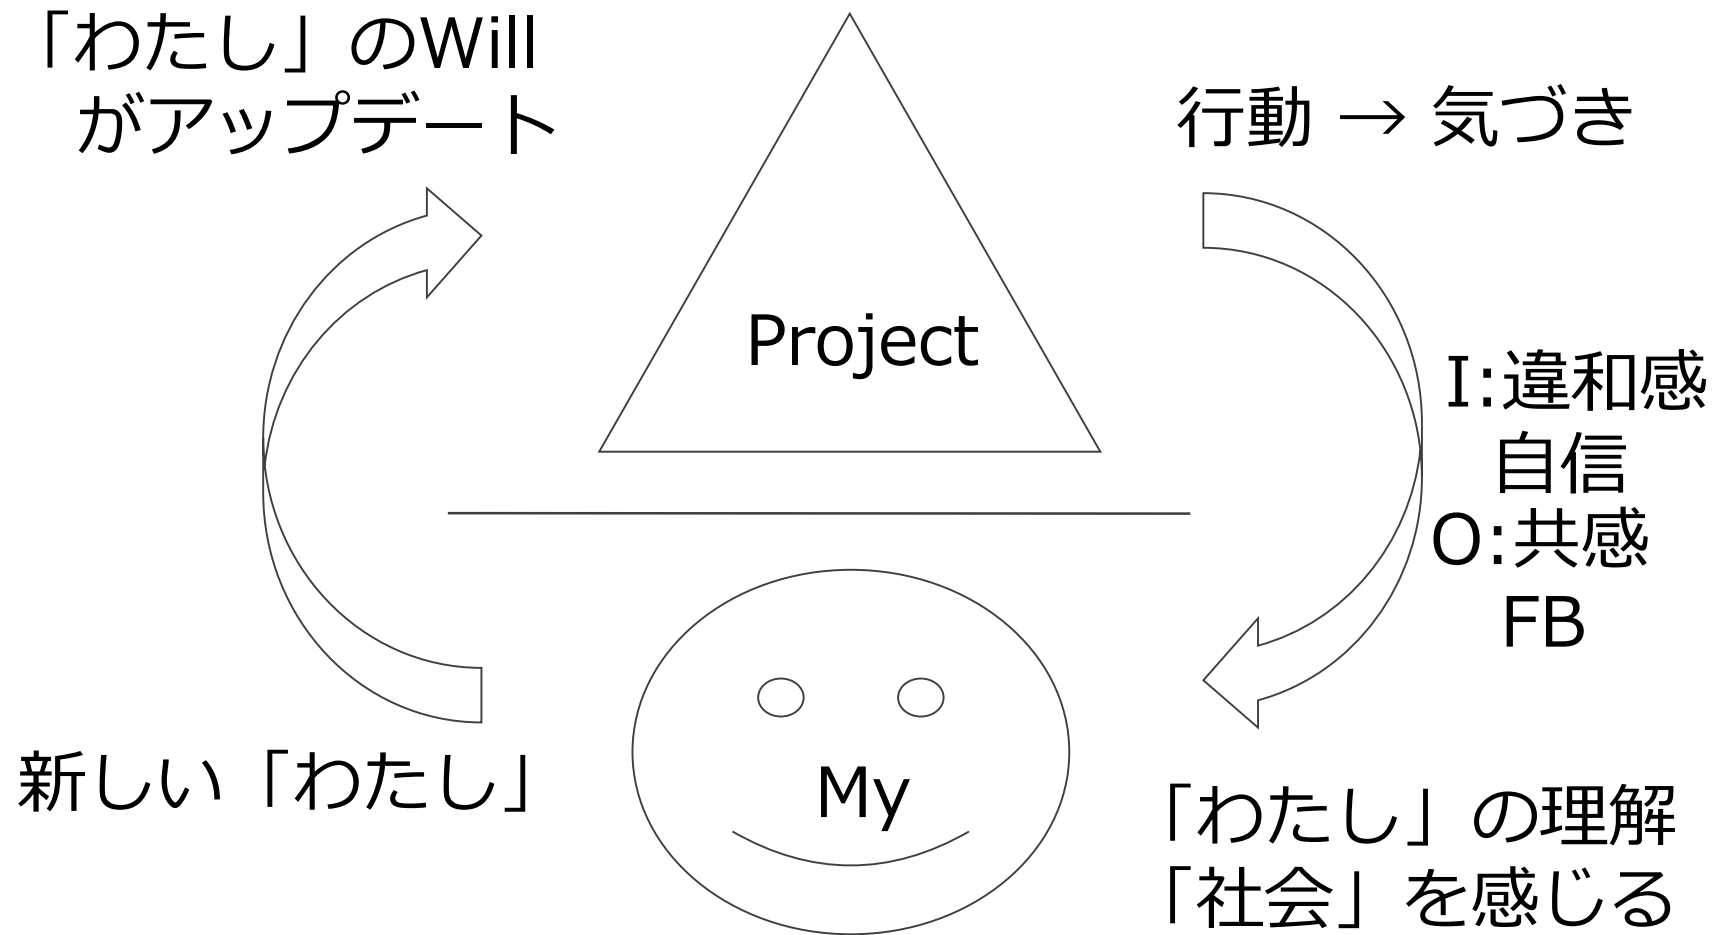 「わたし」のWill
がアップデート
行動 → 気づき
Project
I:違和感
自信
O:共感
FB
My
新しい「わたし」
「わたし」の理解
「社会」を感じる